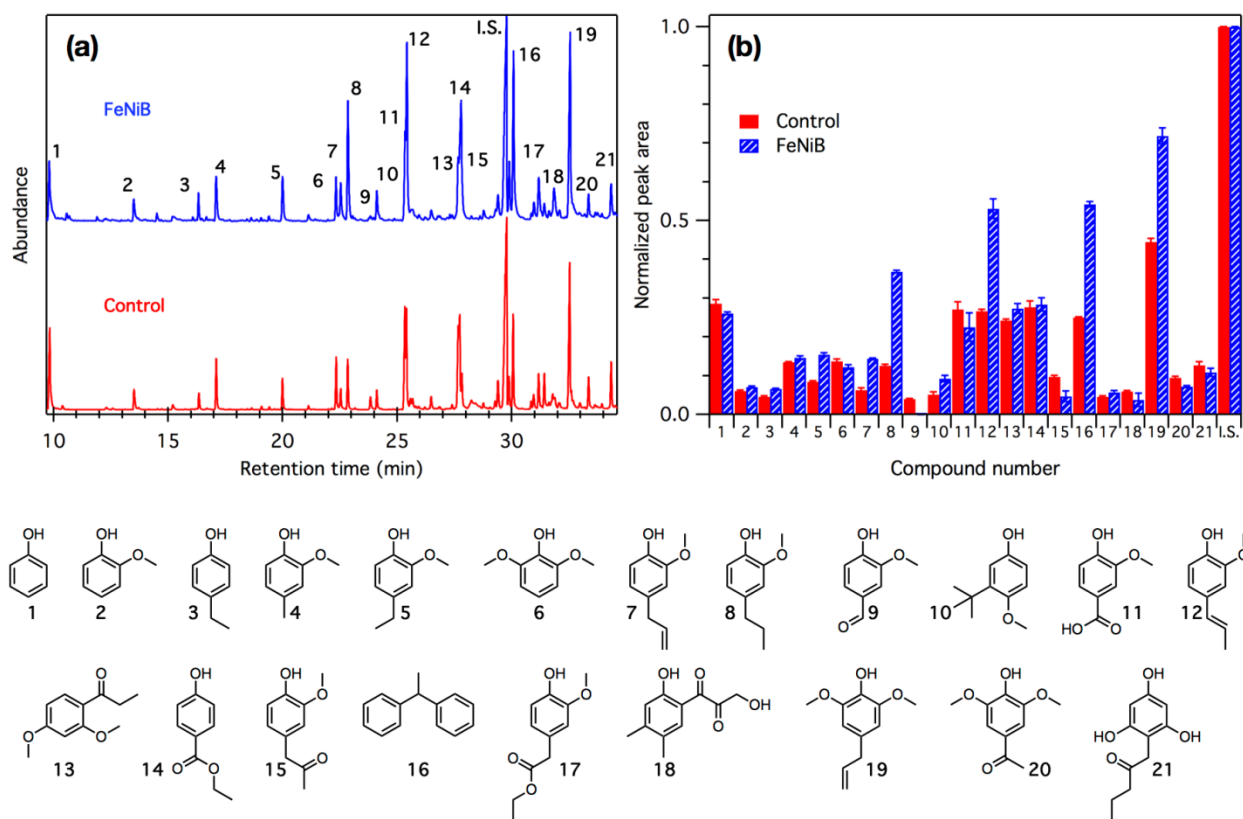 (a)
I.S.
12
16
19
FeNiB
8
14
1
11
7
13
15
17
21
2
3
4
5
6
9
10
18
20
Abundance
Control
10 15 20 25 30
Retention time (min)
(b)
1.0
0.5
0.0
Normalized peak area
Control
FeNiB
1 2 3 4 5 6 7 8 9 10 11 12 13 14 15 16 17 18 19 20 21 I.S.
Compound number
OH OH OH OH OH OH OH OH OH OH OH OH
O O O O O O O O O O
O O HO O
1 2 3 4 5 6 7 8 9 10 11 12
O OH OH OH O OH OH OH
O O O OH O O O O
O O O O O O HO OH
O O O
13 14 15 16 17 18 19 20 21